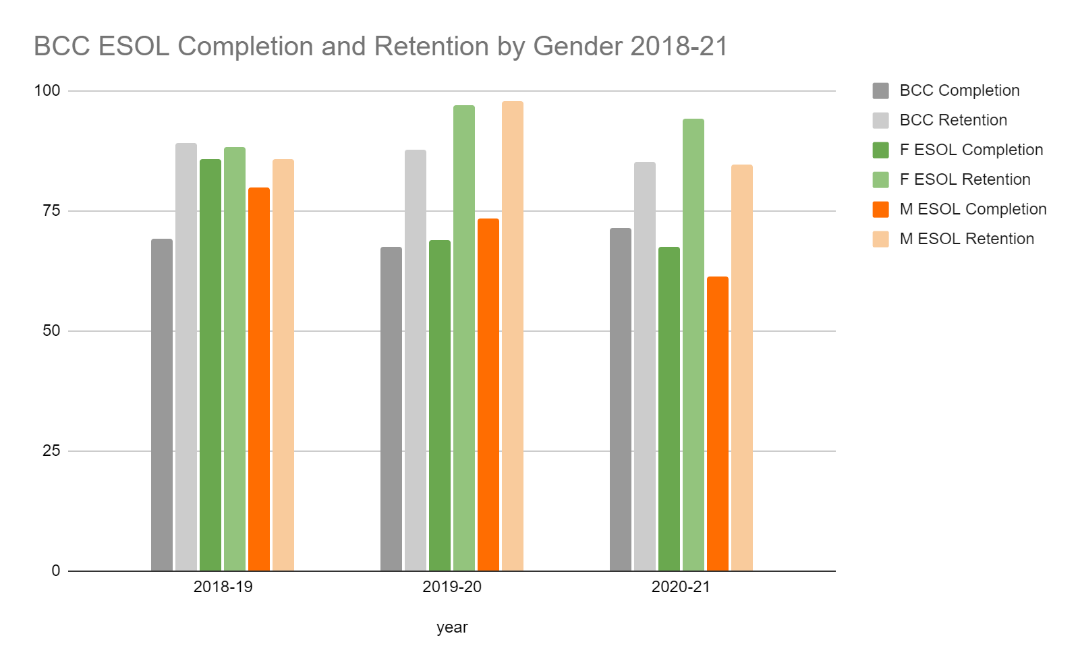 BCC ESOL Completion and Retention by Gender 2018-21
100
75
50
25
0
2018-19 2019-20 2020-21
year
BCC Completion
BCC Retention
F ESOL Completion
F ESOL Retention
M ESOL Completion
M ESOL Retention